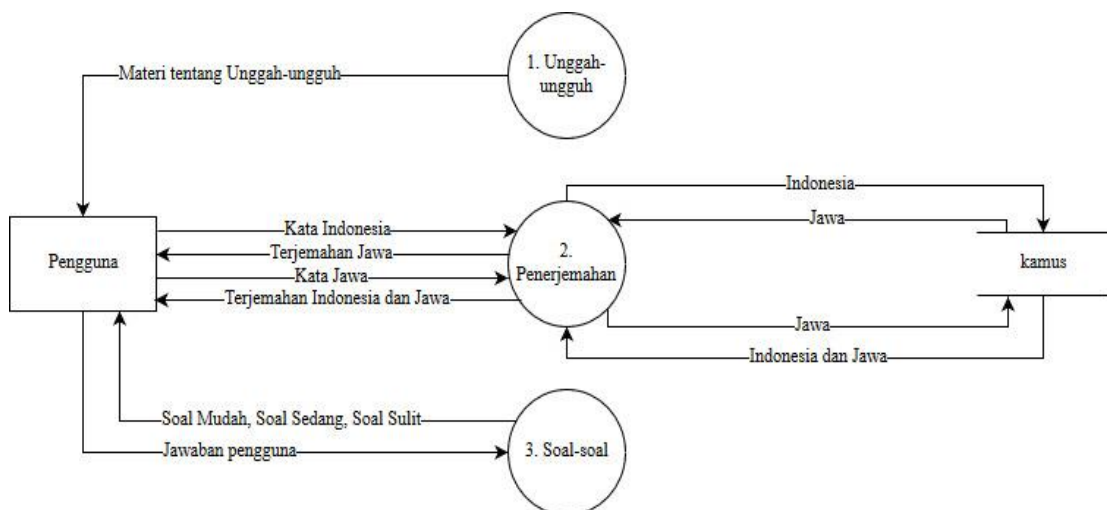 1. Unggah-
ungguh
Materi tentang Unggah-ungguh
Indonesia
Jawa
Kata Indonesia
Terjemahan Jawa
Kata Jawa
Terjemahan Indonesia dan Jawa
Pengguna
2.
Penerjemahan
kamus
Jawa
Indonesia dan Jawa
Soal Mudah, Soal Sedang, Soal Sulit
Jawaban pengguna
3. Soal-soal